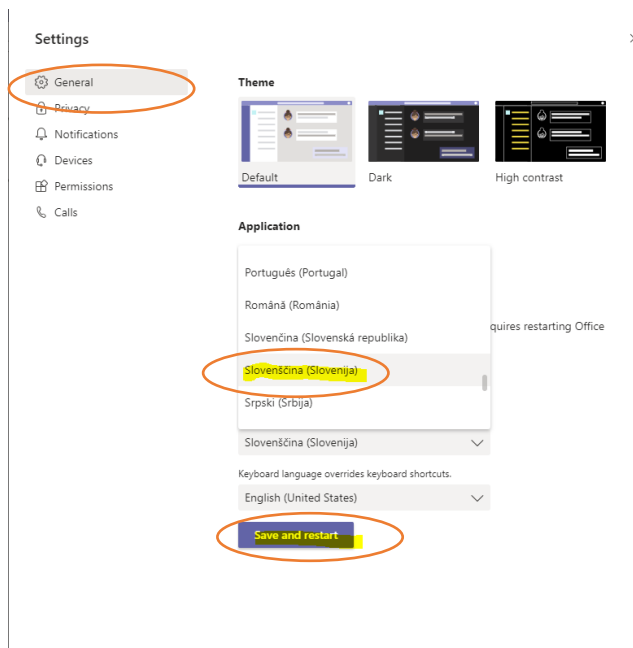 Settings
General
Privacy
Notifications
Devices
Permissions
Calls
Theme
Default
Dark
High contrast
Application
Português (Portugal)
Română (România)
Slovenčina (Slovenská republika)
quires restarting Office
Slovenščina (Slovenija)
Srpski (Srbija)
Slovenščina (Slovenija)
Keyboard language overrides keyboard shortcuts.
English (United States)
Save and restart